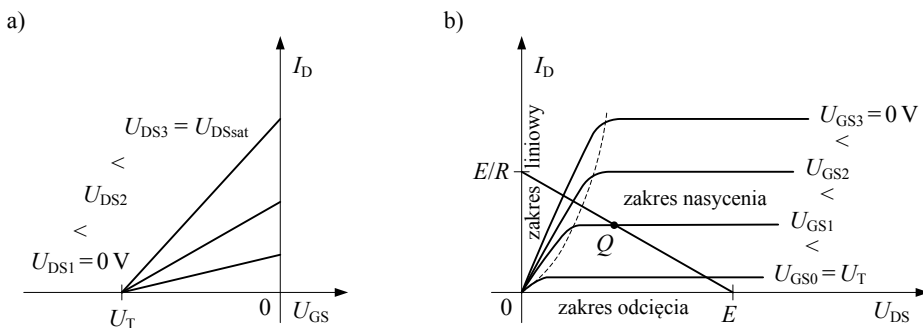 a)
I_D
U_DS3 = U_DSsat
<
U_DS2
<
U_DS1 = 0 V
U_T
0
U_GS
b)
I_D
zakres liniowy
E/R
U_GS3 = 0 V
<
U_GS2
<
zakres nasycenia
U_GS1
<
Q
U_GS0 = U_T
0
zakres odcięcia
E
U_DS